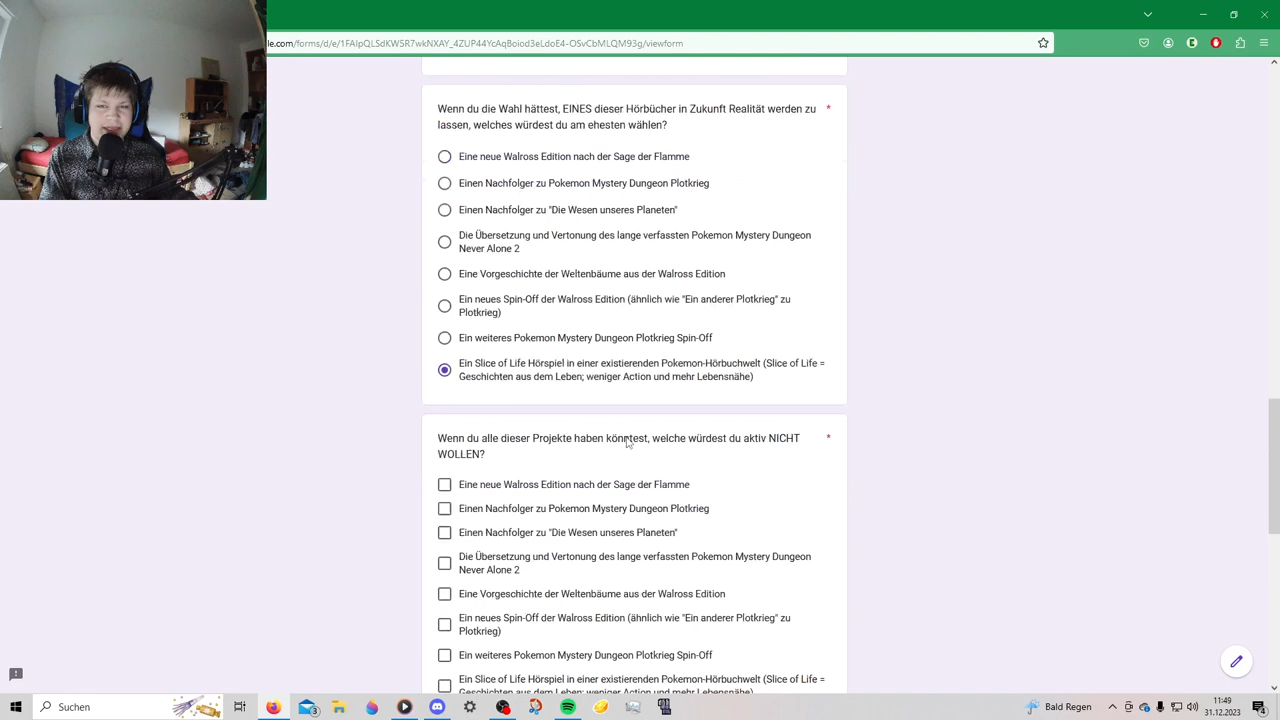 le.com/forms/d/e/1FAIpQLSdKW5R7wkNXAY_4ZUP44YcAqBoiod3eLdoE4-OSvCbMLQM93g/viewform
Wenn du die Wahl hättest, EINES dieser Hörbücher in Zukunft Realität werden zu *
lassen, welches würdest du am ehesten wählen?
Eine neue Walross Edition nach der Sage der Flamme
Einen Nachfolger zu Pokemon Mystery Dungeon Plotkrieg
Einen Nachfolger zu "Die Wesen unseres Planeten"
Die Übersetzung und Vertonung des lange verfassten Pokemon Mystery Dungeon
Never Alone 2
Eine Vorgeschichte der Weltenbäume aus der Walross Edition
Ein neues Spin-Off der Walross Edition (ähnlich wie "Ein anderer Plotkrieg" zu
Plotkrieg)
Ein weiteres Pokemon Mystery Dungeon Plotkrieg Spin-Off
Ein Slice of Life Hörspiel in einer existierenden Pokemon-Hörbuchwelt (Slice of Life =
Geschichten aus dem Leben; weniger Action und mehr Lebensnähe)
Wenn du alle dieser Projekte haben könntest, welche würdest du aktiv NICHT *
WOLLEN?
Eine neue Walross Edition nach der Sage der Flamme
Einen Nachfolger zu Pokemon Mystery Dungeon Plotkrieg
Einen Nachfolger zu "Die Wesen unseres Planeten"
Die Übersetzung und Vertonung des lange verfassten Pokemon Mystery Dungeon
Never Alone 2
Eine Vorgeschichte der Weltenbäume aus der Walross Edition
Ein neues Spin-Off der Walross Edition (ähnlich wie "Ein anderer Plotkrieg" zu
Plotkrieg)
Ein weiteres Pokemon Mystery Dungeon Plotkrieg Spin-Off
Ein Slice of Life Hörspiel in einer existierenden Pokemon-Hörbuchwelt (Slice of Life =
Geschichten aus dem Leben; weniger Action und mehr Lebensnähe)
Suchen
3
Bald Regen
11:49
31.12.2023
4